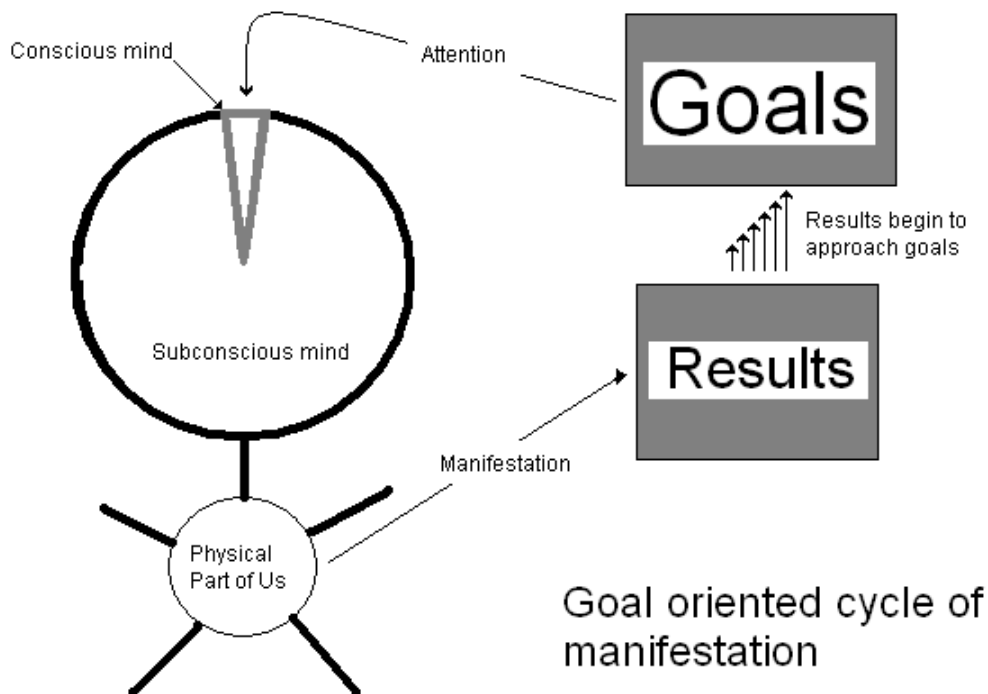 Conscious mind
Attention
Goals
Results begin to
approach goals
Subconscious mind
Results
Manifestation
Physical
Part of Us
Goal oriented cycle of
manifestation